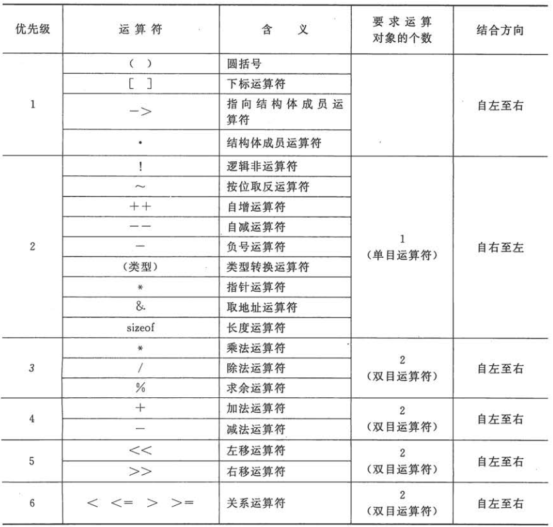 优先级 运算符 含义 要求运算对象的个数 结合方向
1 ( ) 圆括号 自左至右
[ ] 下标运算符
-> 指向结构体成员运
算符
· 结构体成员运算符
2 ! 逻辑非运算符 1
(单目运算符) 自右至左
~ 按位取反运算符
++ 自增运算符
-- 自减运算符
- 负号运算符
(类型) 类型转换运算符
* 指针运算符
& 取地址运算符
sizeof 长度运算符
3 * 乘法运算符 2
(双目运算符) 自左至右
/ 除法运算符
% 求余运算符
4 + 加法运算符 2
(双目运算符) 自左至右
- 减法运算符
5 << 左移运算符 2
(双目运算符) 自左至右
>> 右移运算符
6 < <= > >= 关系运算符 2
(双目运算符) 自左至右